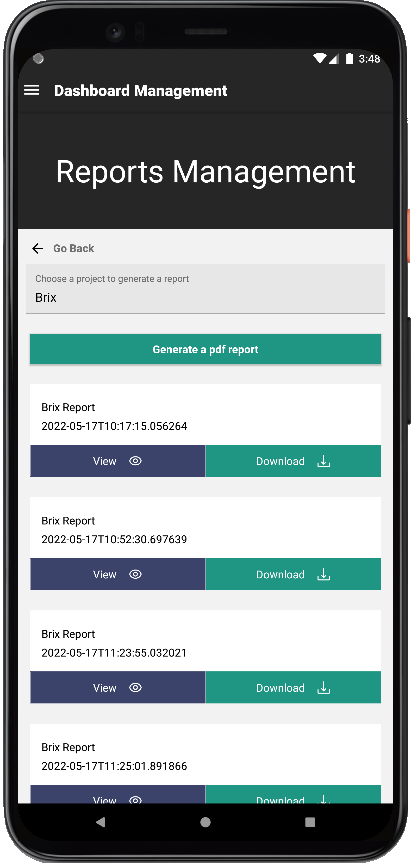 3:48
Dashboard Management
Reports Management
Go Back
Choose a project to generate a report
Brix
Generate a pdf report
Brix Report
2022-05-17T10:17:15.056264
View Download
Brix Report
2022-05-17T10:52:30.697639
View Download
Brix Report
2022-05-17T11:23:55.032021
View Download
Brix Report
2022-05-17T11:25:01.891866
View Download